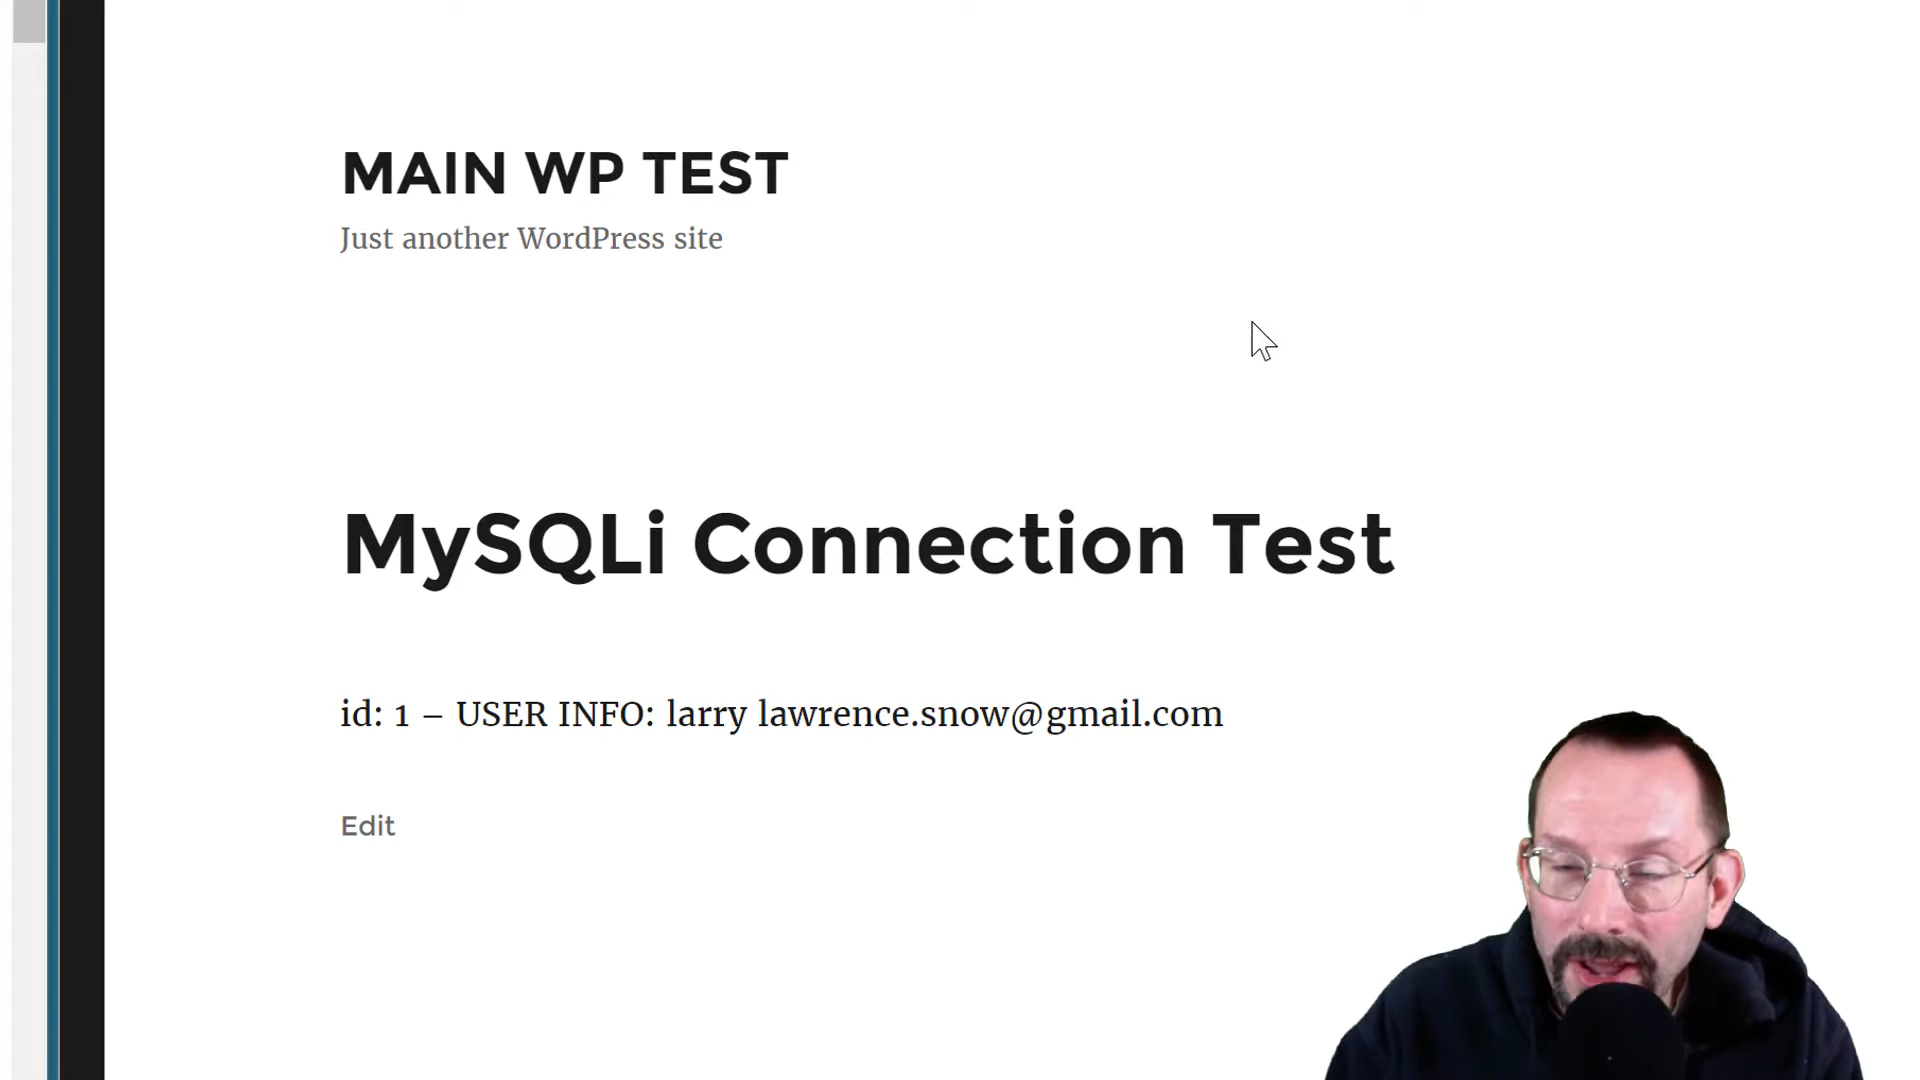 MAIN WP TEST
Just another WordPress site
MySQLi Connection Test
id: 1 – USER INFO: larry lawrence.snow@gmail.com
Edit